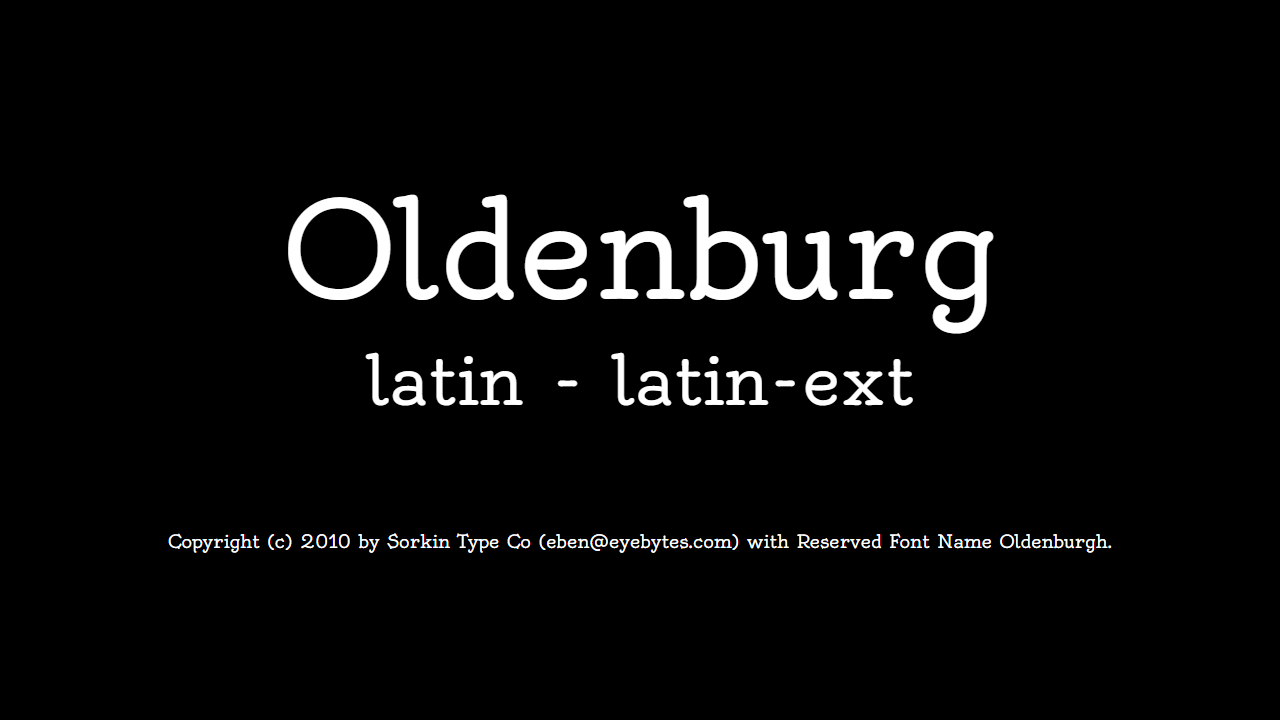 Oldenburg
latin - latin-ext
Copyright (c) 2010 by Sorkin Type Co (eben@eyebytes.com) with Reserved Font Name Oldenburgh.